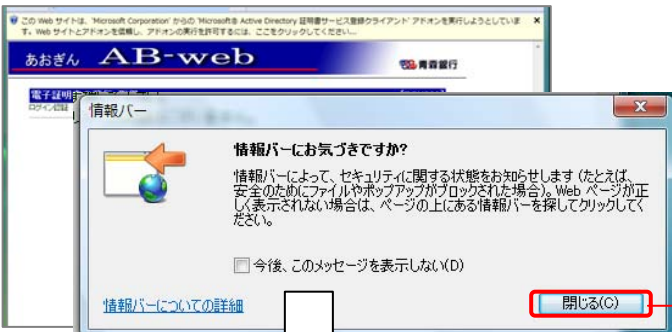 この Web サイトは、'Microsoft Corporation' からの 'Microsoft® Active Directory 証明書サービス登録クライアント' アドオンを実行しようとしていま
す。Web サイトとアドオンを信頼し、アドオンの実行を許可するには、ここをクリックしてください...
あおぎん AB-web
青森銀行
電子証明
ログイン認証
情報バー
情報バーにお気づきですか?
情報バーによって、セキュリティに関する状態をお知らせします (たとえば、
安全のためにファイルやポップアップがブロックされた場合)。Web ページが正
しく表示されない場合は、ページの上にある情報バーを探してクリックしてく
ださい。
今後、このメッセージを表示しない(D)
情報バーについての詳細
閉じる(C)